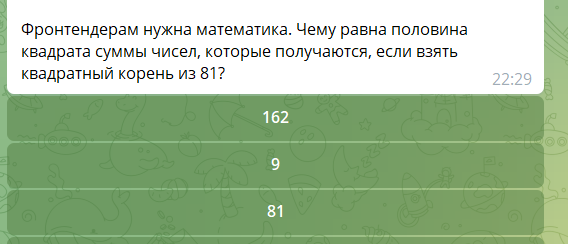 Фронтендерам нужна математика. Чему равна половина
квадрата суммы чисел, которые получаются, если взять
квадратный корень из 81?
22:29
162
9
81